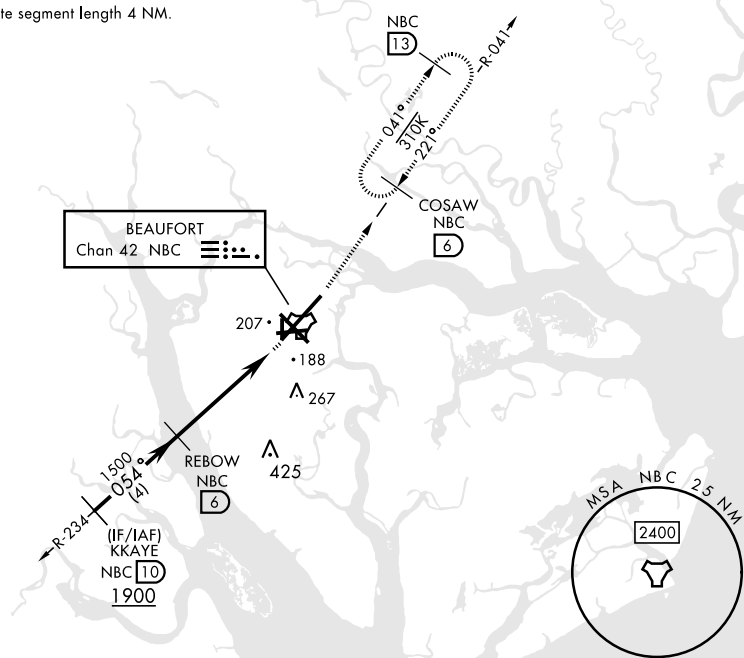 te segment length 4 NM.
NBC
13
R-041
041°
310K
221°
COSAW
NBC
6
BEAUFORT
Chan 42 NBC
207
188
267
425
REBOW
NBC
6
1500
054°
(4)
R-234
(IF/IAF)
KKAYE
NBC 10
1900
MSA NBC 25 NM
2400